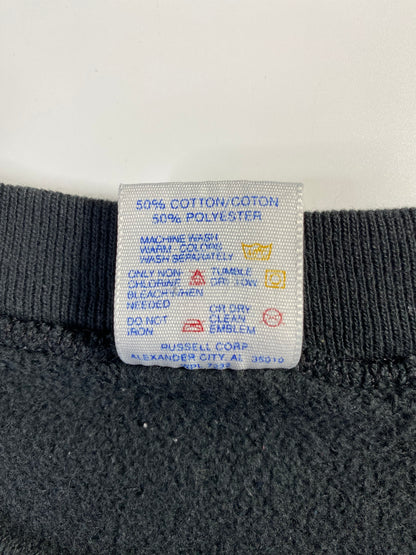 50% COTTON/COTON
50% POLYESTER
MACHINE WASH
WARM COLORS
WASH SEPARATELY
ONLY NON TUMBLE
CHLORINE DRY LOW
BLEACH WHEN
NEEDED OR DRY
DO NOT CLEAN
IRON EMBLEM
RUSSELL CORP
ALEXANDER CITY, AL 35010